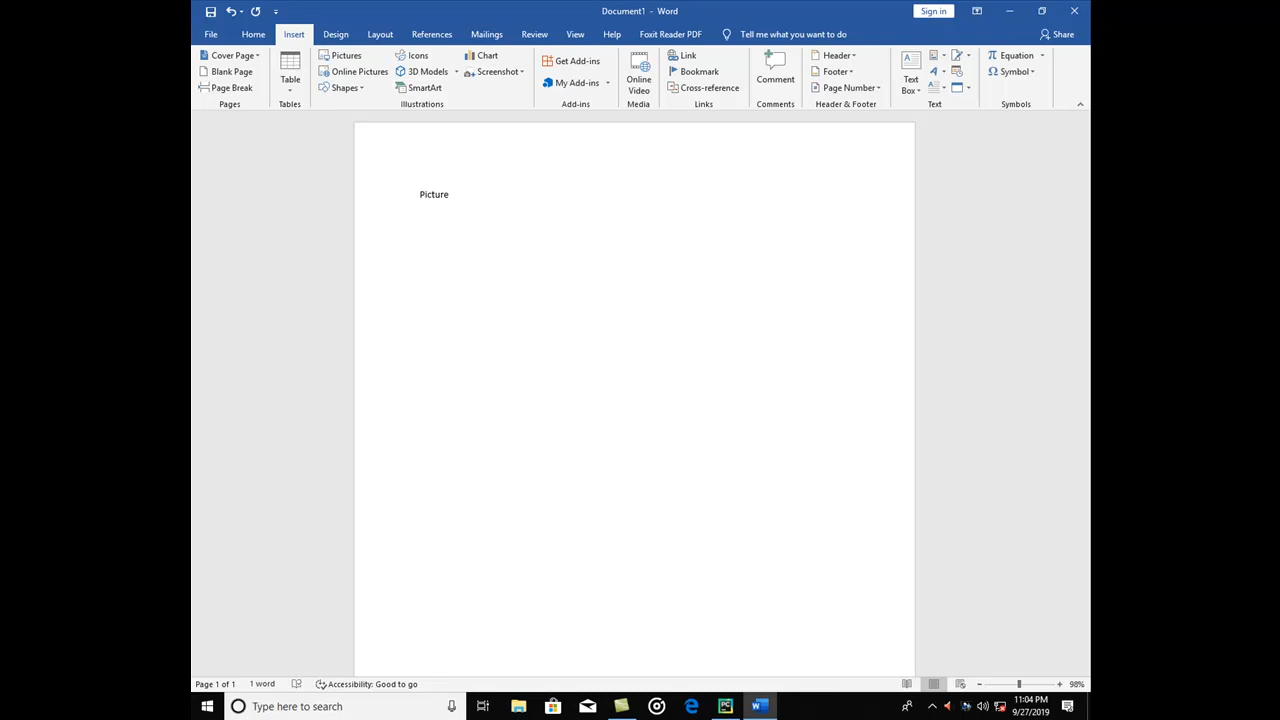 Document1 - Word
Sign in
File Home Insert Design Layout References Mailings Review View Help Foxit Reader PDF Tell me what you want to do Share
Cover Page
Blank Page
Page Break
Pages
Table
Tables
Pictures
Online Pictures
Shapes
Icons
3D Models
SmartArt
Chart
Screenshot
Illustrations
Get Add-ins
My Add-ins
Add-ins
Online
Video
Media
Link
Bookmark
Cross-reference
Links
Comment
Comments
Header
Footer
Page Number
Header & Footer
Text
Box
Text
Equation
Symbol
Symbols
Picture
Page 1 of 1 1 word Accessibility: Good to go 98%
Type here to search
PC
11:04 PM
9/27/2019